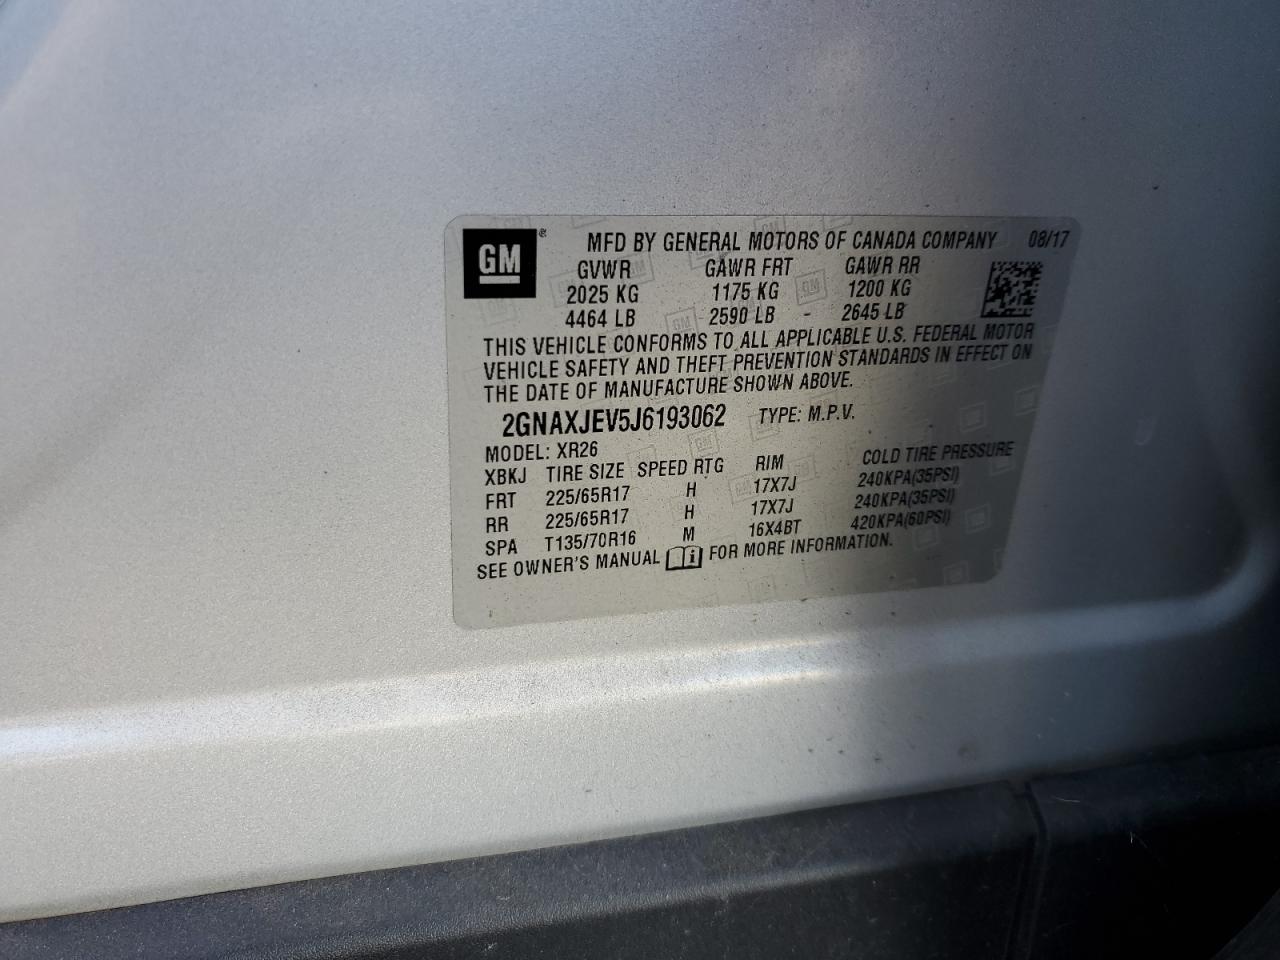 GM ® MFD BY GENERAL MOTORS OF CANADA COMPANY 08/17
GVWR GAWR FRT GAWR RR
2025 KG 1175 KG 1200 KG
4464 LB 2590 LB - 2645 LB
THIS VEHICLE CONFORMS TO ALL APPLICABLE U.S. FEDERAL MOTOR
VEHICLE SAFETY AND THEFT PREVENTION STANDARDS IN EFFECT ON
THE DATE OF MANUFACTURE SHOWN ABOVE.
2GNAXJEV5J6193062 TYPE: M.P.V.
MODEL: XR26
XBKJ TIRE SIZE SPEED RTG RIM COLD TIRE PRESSURE
FRT 225/65R17 H 17X7J 240KPA(35PSI)
RR 225/65R17 H 17X7J 240KPA(35PSI)
SPA T135/70R16 M 16X4BT 420KPA(60PSI)
SEE OWNER'S MANUAL i FOR MORE INFORMATION.